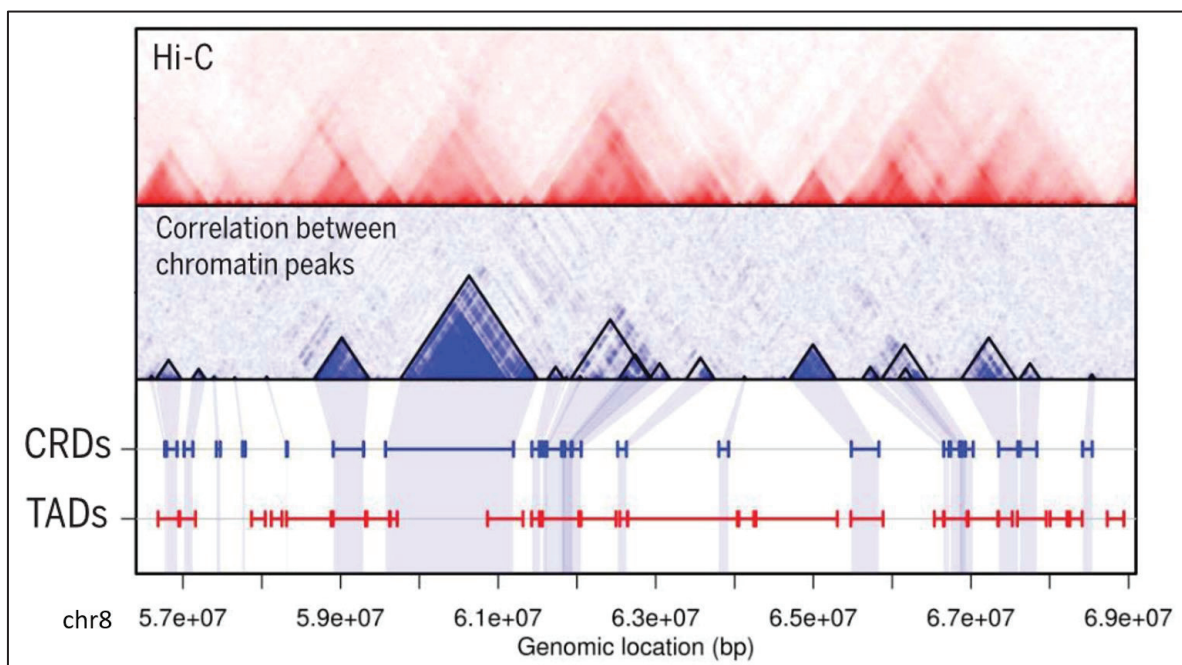 Hi-C
Correlation between
chromatin peaks
CRDs
TADs
chr8 5.7e+07 5.9e+07 6.1e+07 6.3e+07 6.5e+07 6.7e+07 6.9e+07
Genomic location (bp)